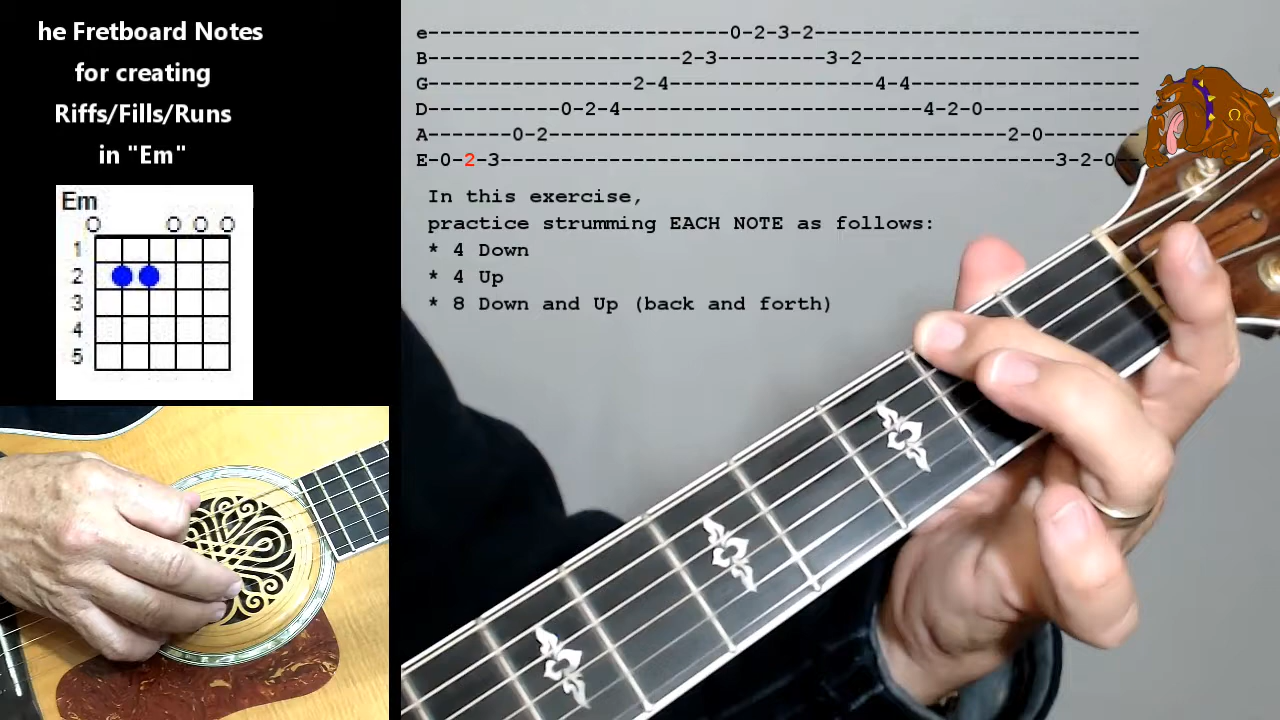 he Fretboard Notes
for creating
Riffs/Fills/Runs
in "Em"
Em
1
2
3
4
5
e-------------------------0-2-3-2---------------------------
B---------------------2-3---------3-2-----------------------
G-----------------2-4-----------------4-4-------------------
D-----------0-2-4-------------------------4-2-0-------------
A-------0-2--------------------------------------2-0--------
E-0-2-3----------------------------------------------3-2-0--
In this exercise,
practice strumming EACH NOTE as follows:
* 4 Down
* 4 Up
* 8 Down and Up (back and forth)